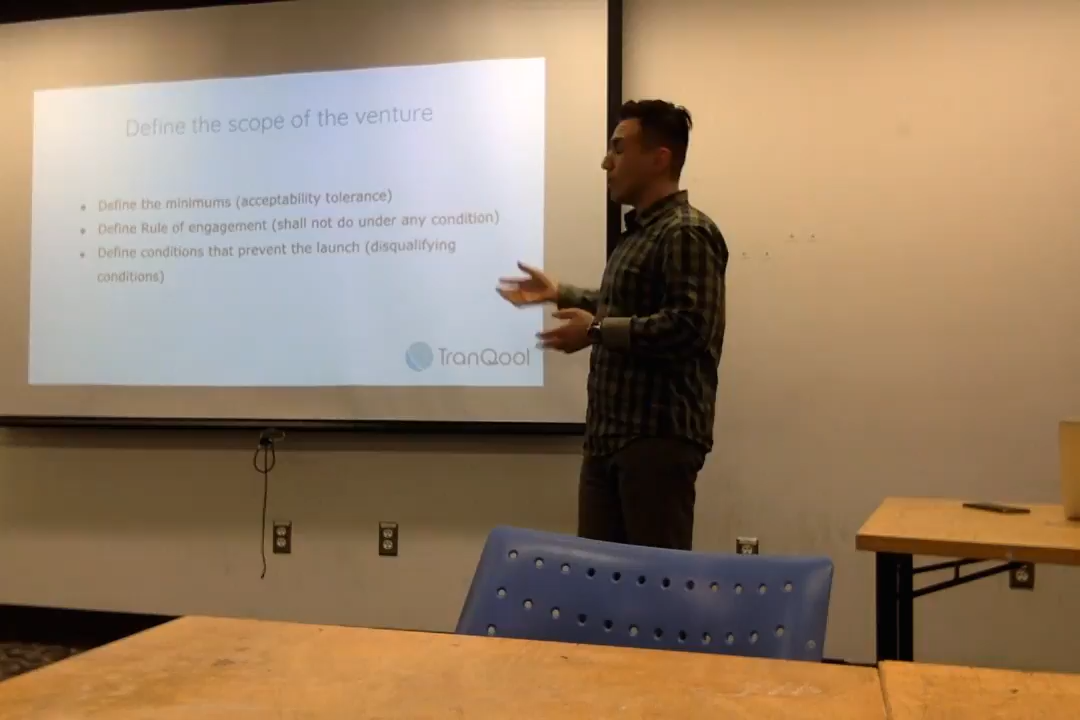 Define the scope of the venture
Define the minimums (acceptability tolerance)
Define Rule of engagement (shall not do under any condition)
Define conditions that prevent the launch (disqualifying
conditions)
TranQool